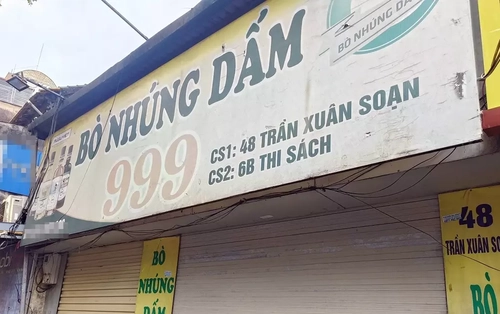 BÒ NHÚNG DẤM
BÒ NHÚNG DẤM
999
CS1: 48 TRẦN XUÂN SOẠN
CS2: 6B THI SÁCH
BÒ
NHÚNG
DẤM
48
TRẦN XUÂN SO
BÒ